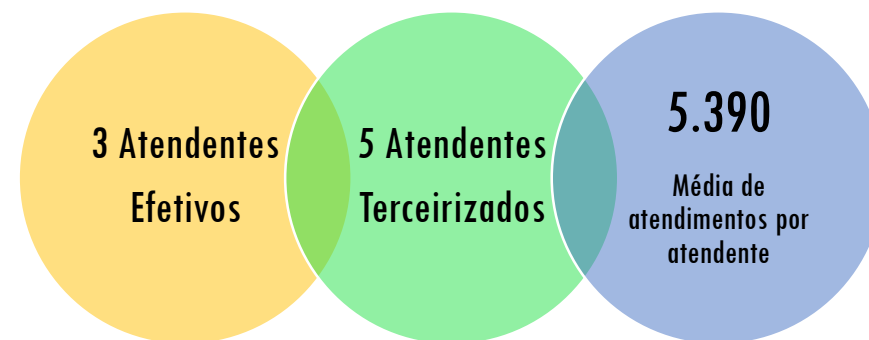 3 Atendentes
Efetivos
5 Atendentes
Terceirizados
5.390
Média de
atendimentos por
atendente